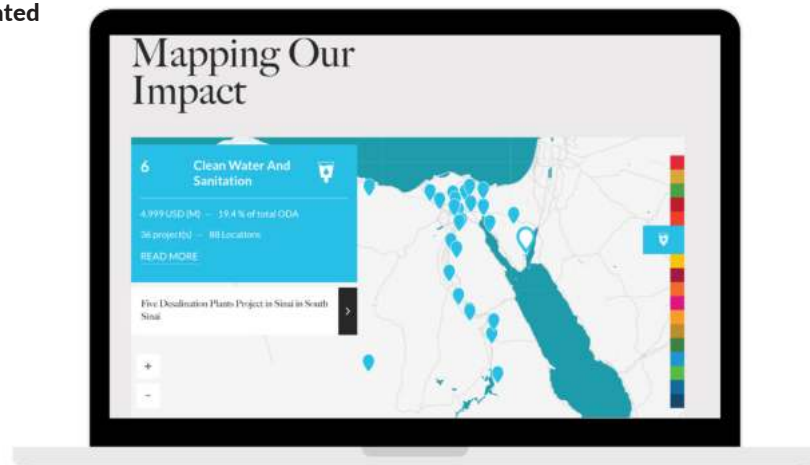 nted
Mapping Our
Impact
6 Clean Water And
Sanitation
4.999 USD (M) — 19.4 % of total ODA
36 project(s) — 88 Locations
READ MORE
Five Desalination Plants Project in Sinai in South
Sinai
›
+
-